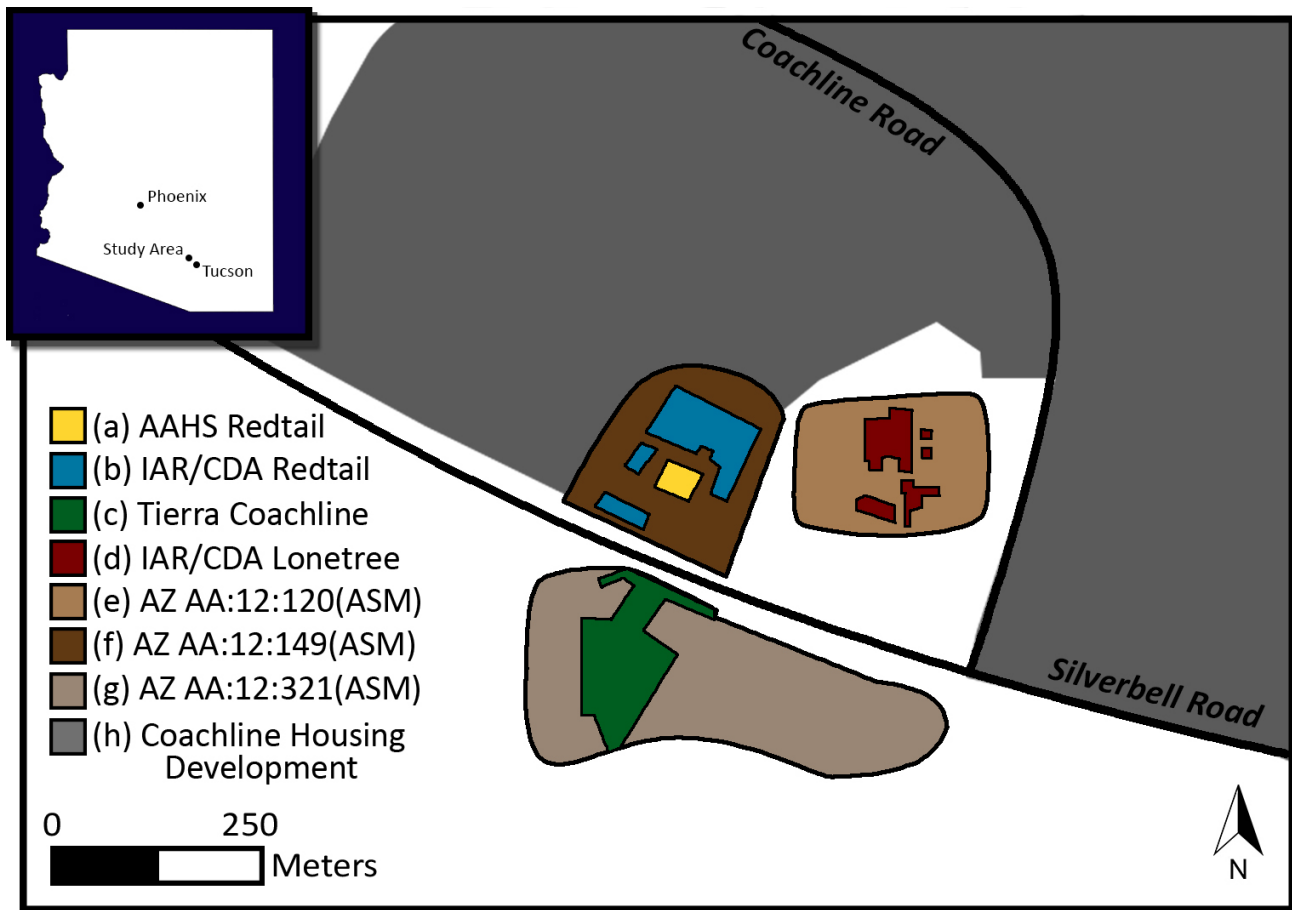 Coachline Road
Phoenix
Study Area
Tucson
(a) AAHS Redtail
(b) IAR/CDA Redtail
(c) Tierra Coachline
(d) IAR/CDA Lonetree
(e) AZ AA:12:120(ASM)
(f) AZ AA:12:149(ASM)
(g) AZ AA:12:321(ASM)
(h) Coachline Housing
Development
Silverbell Road
0 250
Meters
N